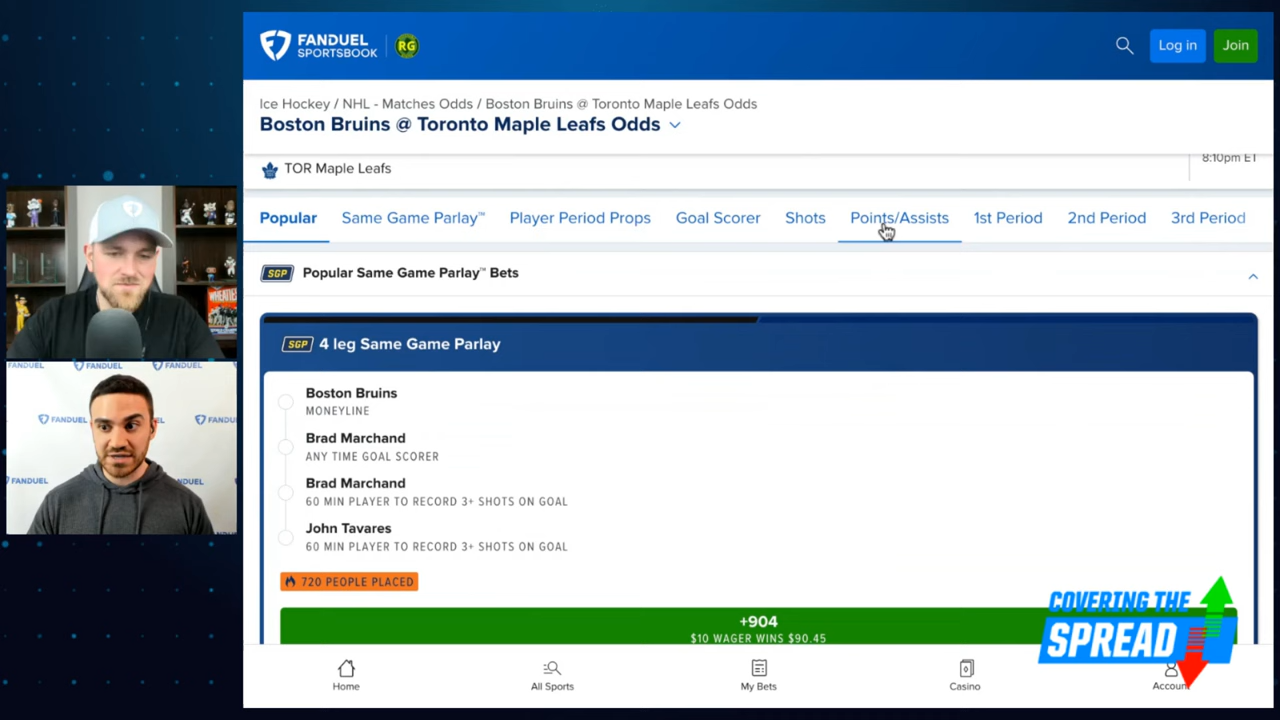 FANDUEL
SPORTSBOOK
RG
Log in
Join
Ice Hockey / NHL - Matches Odds / Boston Bruins @ Toronto Maple Leafs Odds
Boston Bruins @ Toronto Maple Leafs Odds
TOR Maple Leafs
8:10pm ET
Popular
Same Game Parlay™
Player Period Props
Goal Scorer
Shots
Points/Assists
1st Period
2nd Period
3rd Period
SGP Popular Same Game Parlay™ Bets
SGP 4 leg Same Game Parlay
Boston Bruins
MONEYLINE
Brad Marchand
ANY TIME GOAL SCORER
Brad Marchand
60 MIN PLAYER TO RECORD 3+ SHOTS ON GOAL
John Tavares
60 MIN PLAYER TO RECORD 3+ SHOTS ON GOAL
720 PEOPLE PLACED
+904
$10 WAGER WINS $90.45
Home
All Sports
My Bets
Casino
Account
COVERING THE
SPREAD
WHEATIES
FANDUEL
FANDUEL
FANDUEL
FANDUEL
FANDUEL
FANDUEL
DUEL